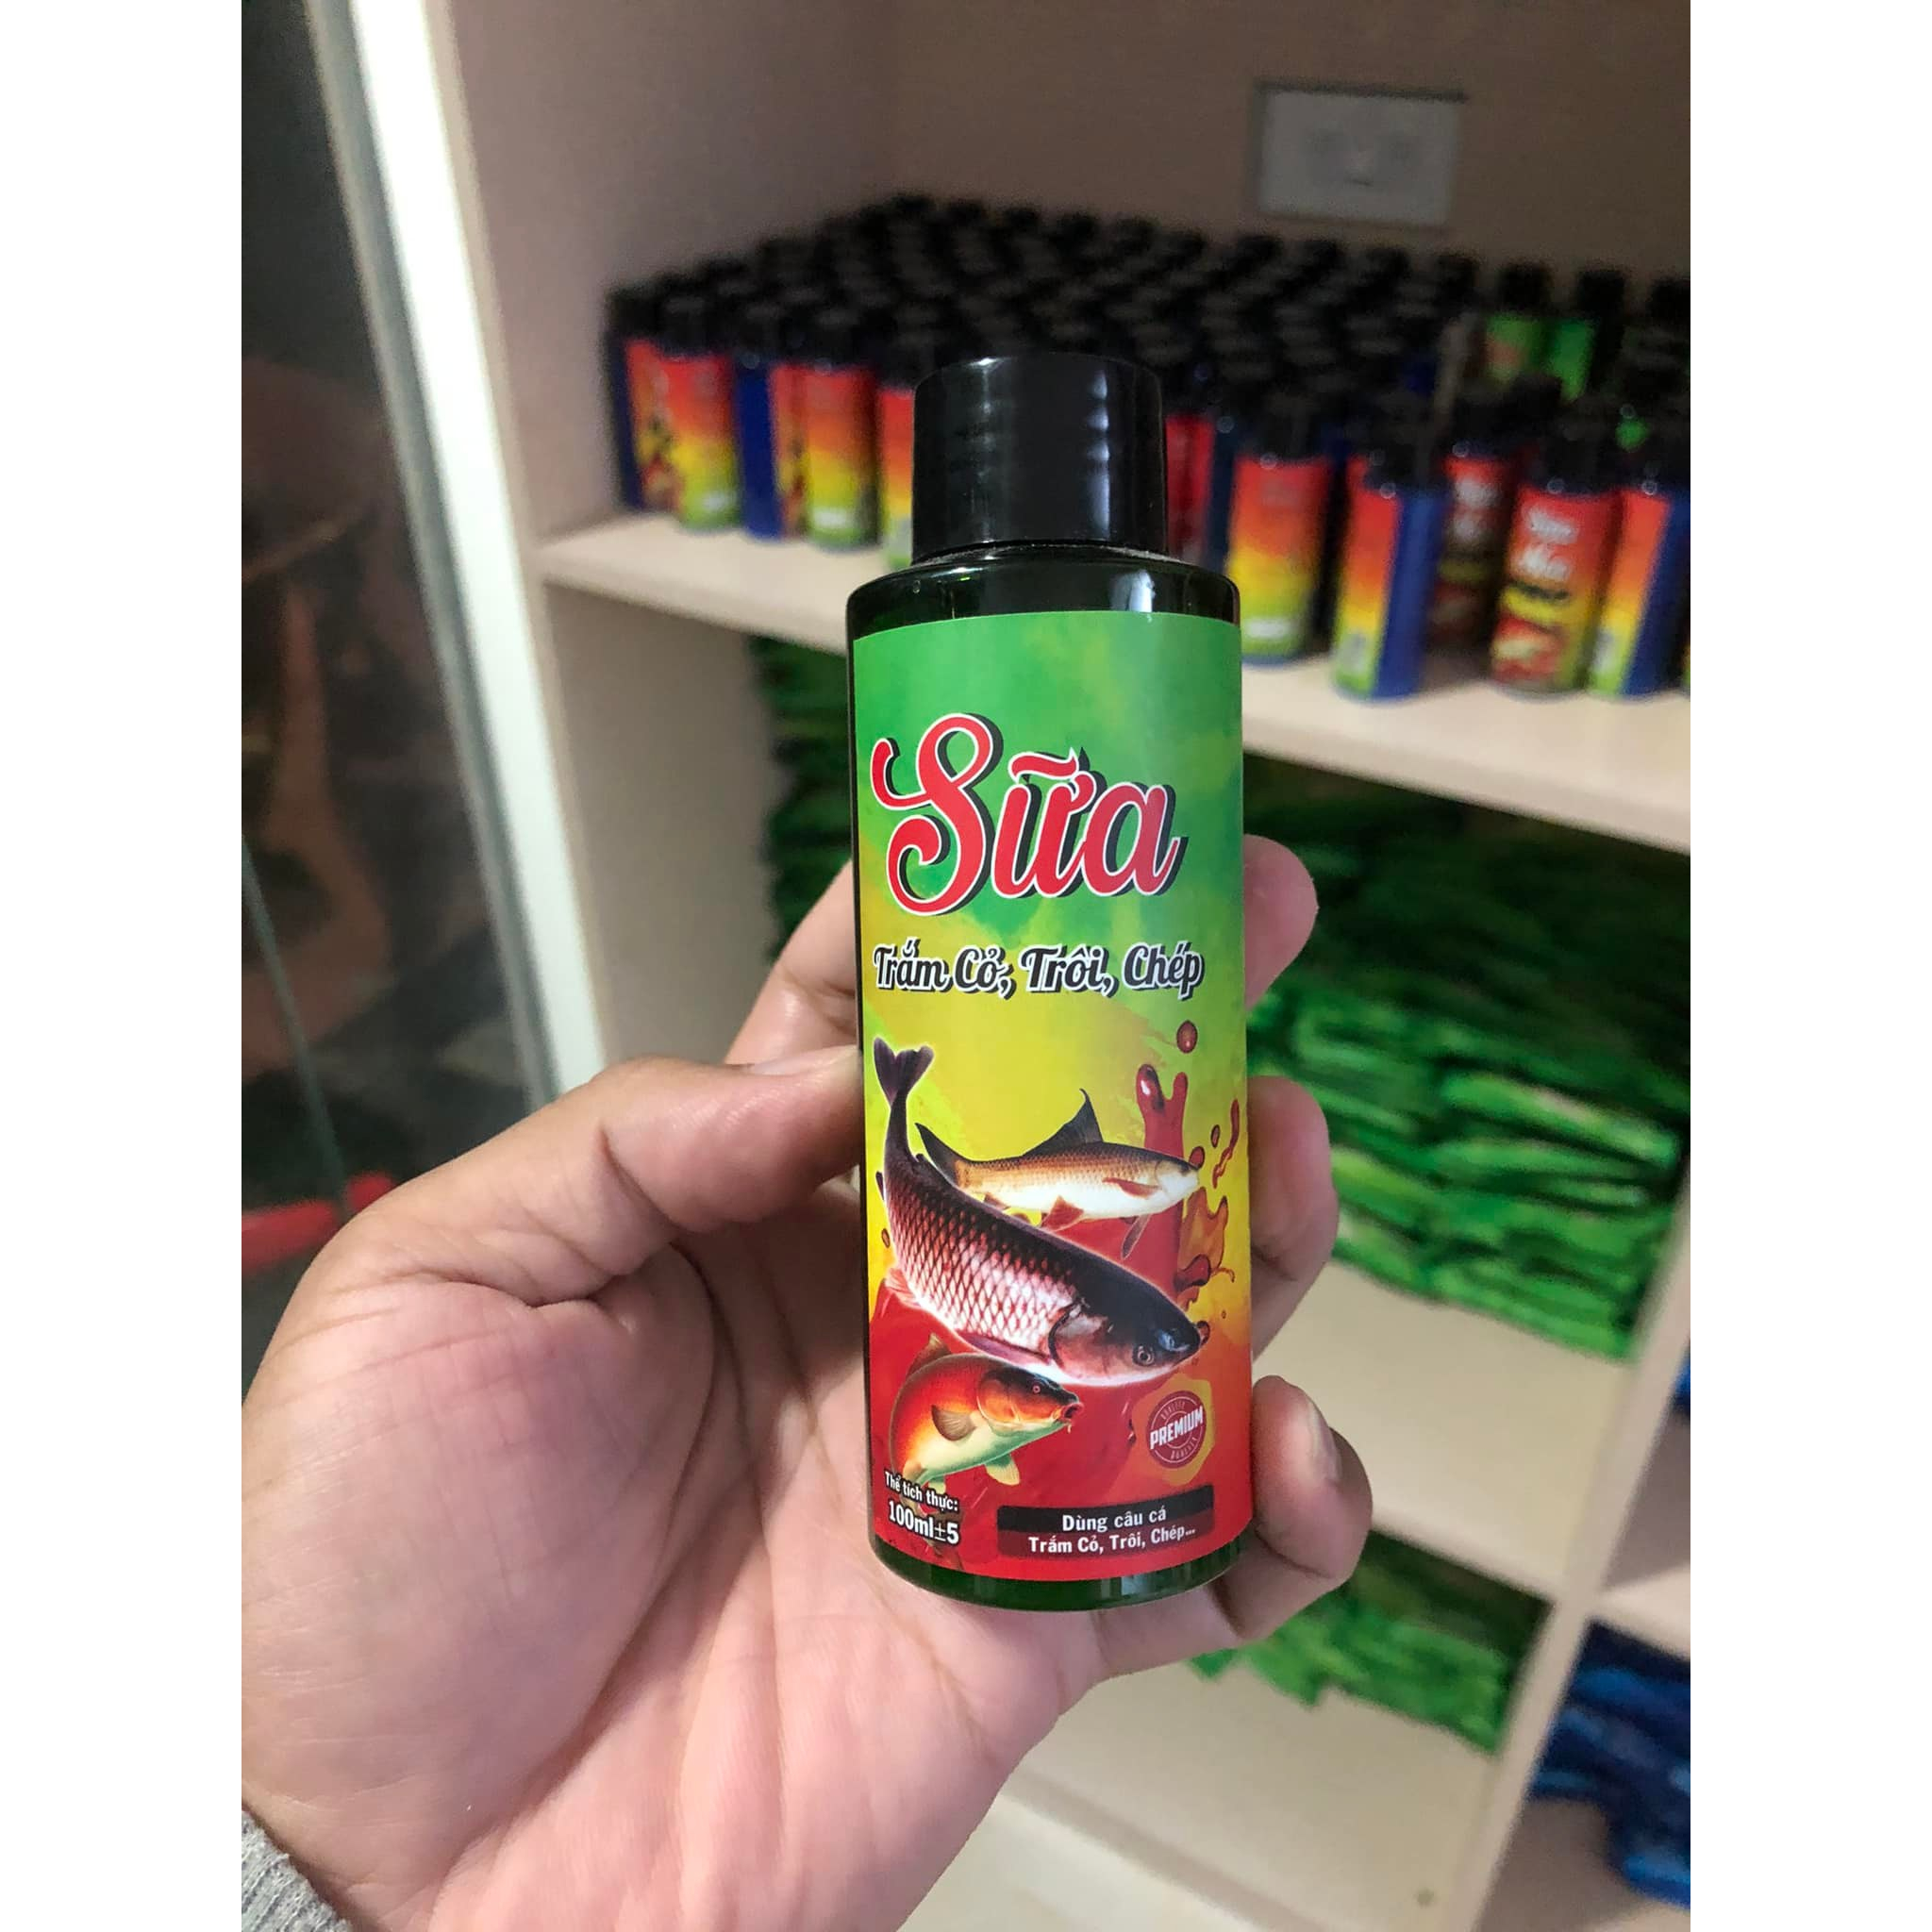 Sữa
Trắm Cỏ, Trôi, Chép
PREMIUM
Thể tích thực:
100ml±5
Dùng câu cá
Trắm Cỏ, Trôi, Chép...